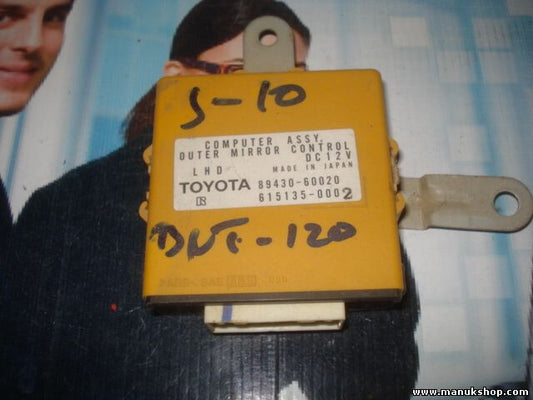 S-10
COMPUTER ASSY,
OUTER MIRROR CONTROL
DC12V
LHD MADE IN JAPAN
TOYOTA 89430-60020
615135-0002
-120
www.manukshop.com